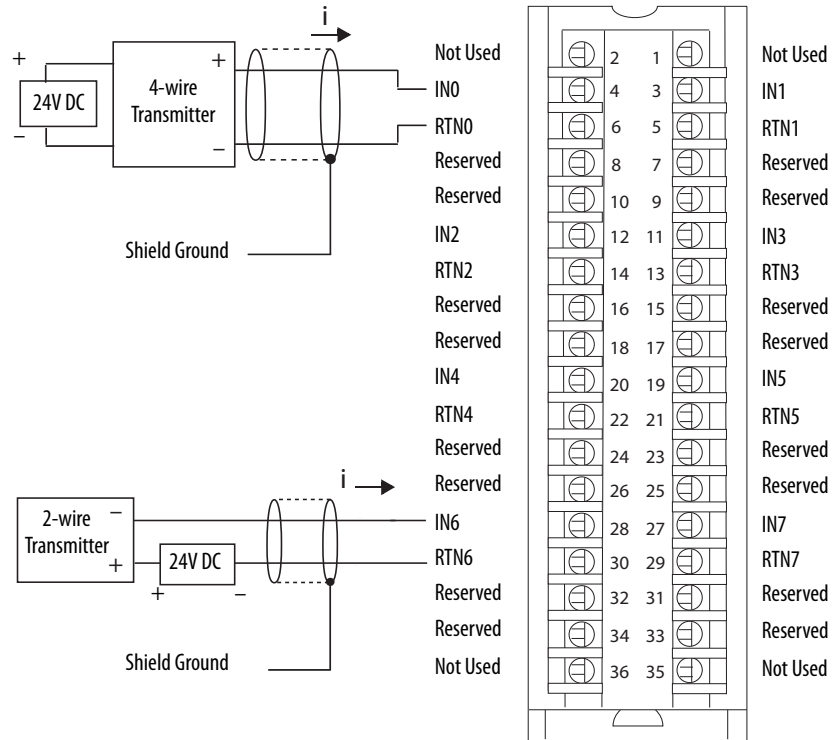 i
+
24V DC
−
4-wire
Transmitter
+
−
Shield Ground
2-wire
Transmitter
−
+
24V DC
+ −
i
Shield Ground
Not Used 2 1 Not Used
IN0 4 3 IN1
RTN0 6 5 RTN1
Reserved 8 7 Reserved
Reserved 10 9 Reserved
IN2 12 11 IN3
RTN2 14 13 RTN3
Reserved 16 15 Reserved
Reserved 18 17 Reserved
IN4 20 19 IN5
RTN4 22 21 RTN5
Reserved 24 23 Reserved
Reserved 26 25 Reserved
IN6 28 27 IN7
RTN6 30 29 RTN7
Reserved 32 31 Reserved
Reserved 34 33 Reserved
Not Used 36 35 Not Used